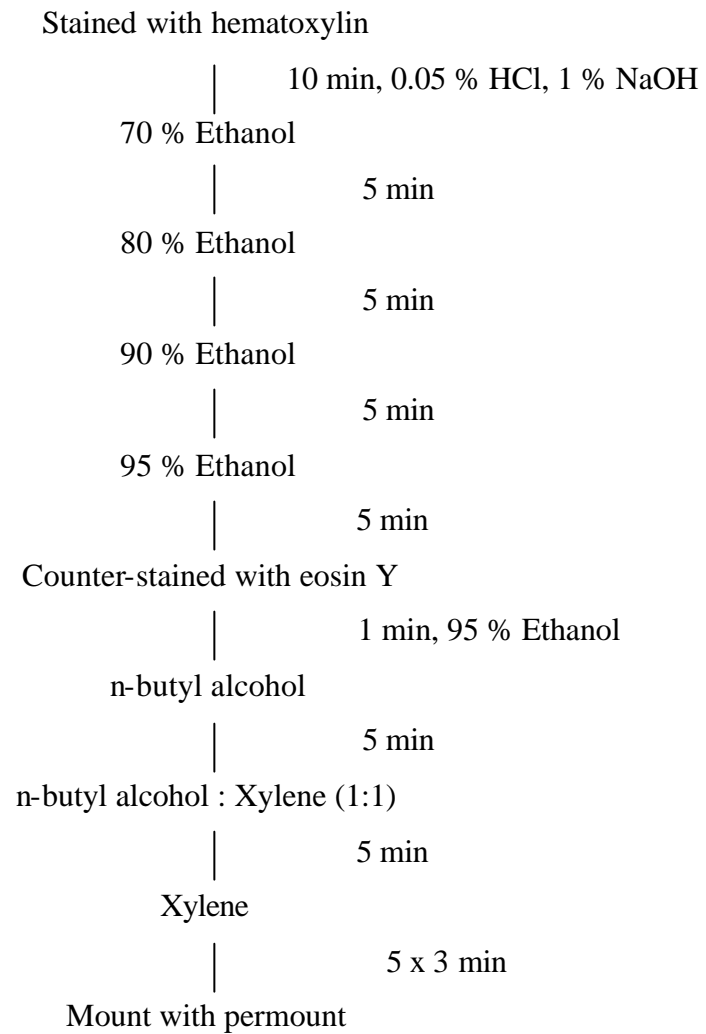 Stained with hematoxylin
10 min, 0.05 % HCl, 1 % NaOH
70 % Ethanol
5 min
80 % Ethanol
5 min
90 % Ethanol
5 min
95 % Ethanol
5 min
Counter-stained with eosin Y
1 min, 95 % Ethanol
n-butyl alcohol
5 min
n-butyl alcohol : Xylene (1:1)
5 min
Xylene
5 x 3 min
Mount with permount